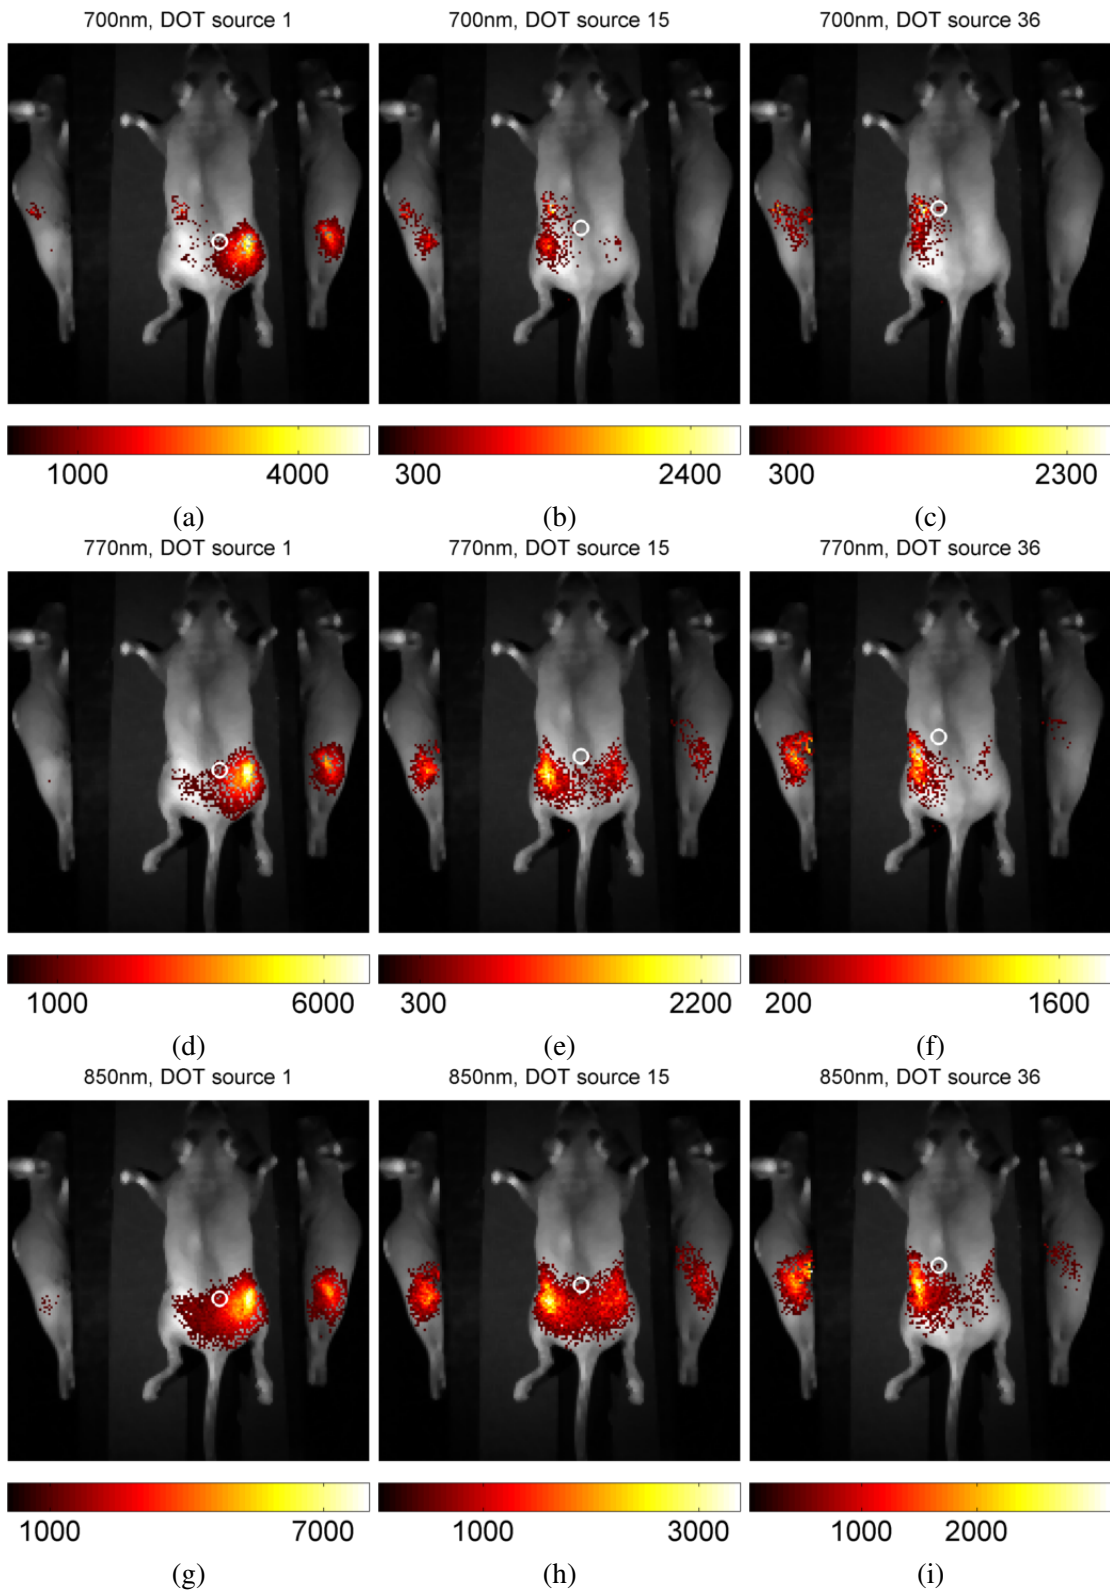 700nm, DOT source 1 700nm, DOT source 15 700nm, DOT source 36
1000 4000 300 2400 300 2300
(a) (b) (c)
770nm, DOT source 1 770nm, DOT source 15 770nm, DOT source 36
1000 6000 300 2200 200 1600
(d) (e) (f)
850nm, DOT source 1 850nm, DOT source 15 850nm, DOT source 36
1000 7000 1000 3000 1000 2000
(g) (h) (i)